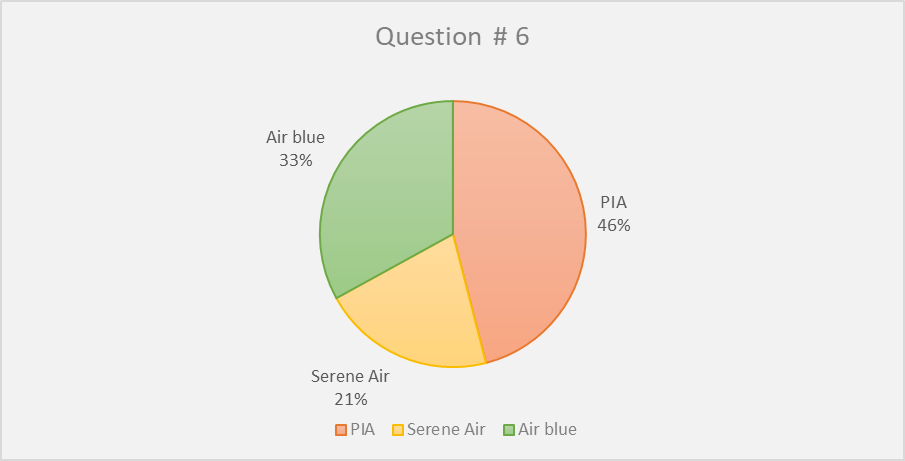 Question # 6
Air blue
33%
PIA
46%
Serene Air
21%
PIA Serene Air Air blue